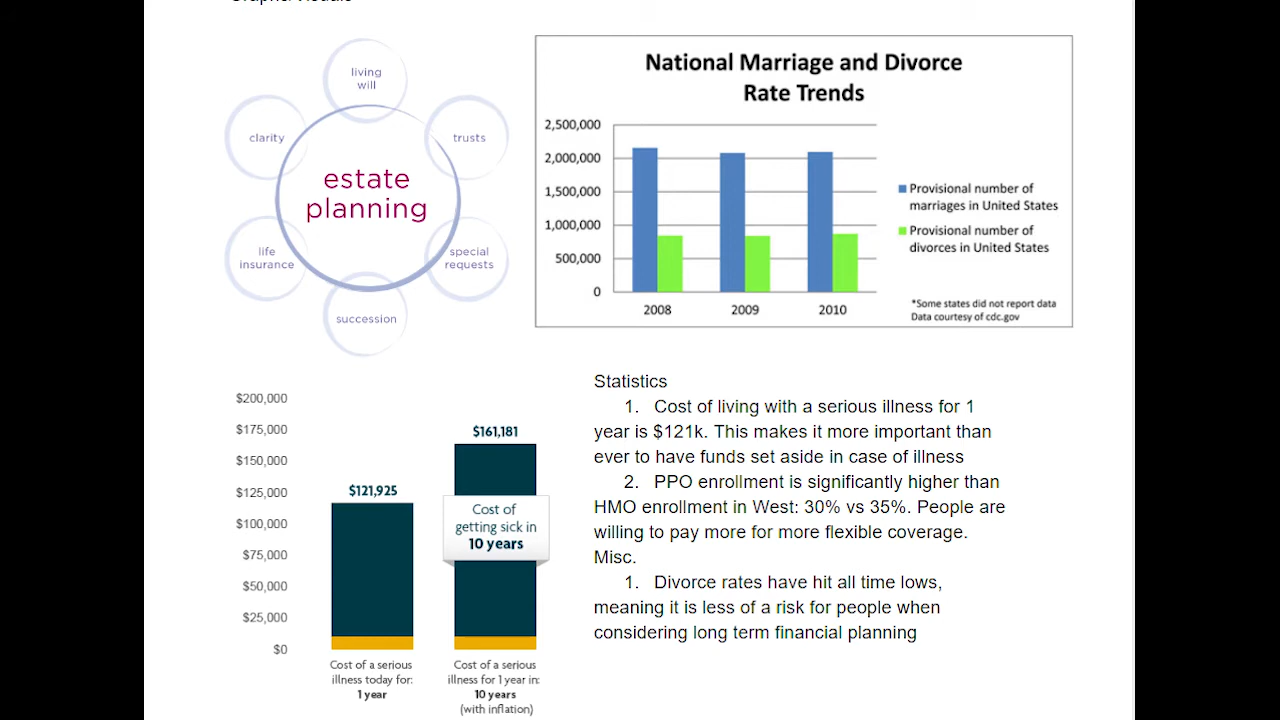 living
will
clarity
trusts
estate
planning
life
insurance
special
requests
succession
National Marriage and Divorce
Rate Trends
2,500,000
2,000,000
1,500,000
1,000,000
500,000
0
2008
2009
2010
Provisional number of
marriages in United States
Provisional number of
divorces in United States
*Some states did not report data
Data courtesy of cdc.gov
$200,000
$175,000
$150,000
$125,000
$100,000
$75,000
$50,000
$25,000
$0
$121,925
$161,181
Cost of
getting sick in
10 years
Cost of a serious
illness today for:
1 year
Cost of a serious
illness for 1 year in:
10 years
(with inflation)
Statistics
1. Cost of living with a serious illness for 1
year is $121k. This makes it more important than
ever to have funds set aside in case of illness
2. PPO enrollment is significantly higher than
HMO enrollment in West: 30% vs 35%. People are
willing to pay more for more flexible coverage.
Misc.
1. Divorce rates have hit all time lows,
meaning it is less of a risk for people when
considering long term financial planning